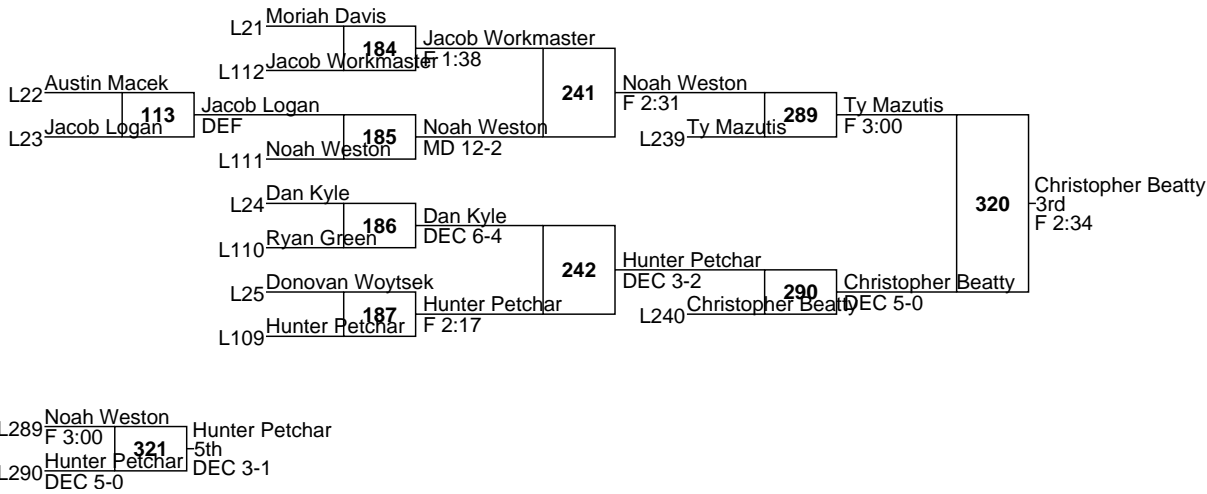 L21 Moriah Davis
184
Jacob Workmaster
F 1:38
L112 Jacob Workmaster
L22 Austin Macek
113
Jacob Logan
DEF
L23 Jacob Logan
241
Noah Weston
F 2:31
185
Noah Weston
MD 12-2
L111 Noah Weston
289
Ty Mazutis
F 3:00
L239 Ty Mazutis
L24 Dan Kyle
186
Dan Kyle
DEC 6-4
L110 Ryan Green
320
Christopher Beatty
3rd
F 2:34
242
Hunter Petchar
DEC 3-2
L25 Donovan Woytsek
187
Hunter Petchar
F 2:17
L109 Hunter Petchar
290
Christopher Beatty
DEC 5-0
L240 Christopher Beatty
L289 Noah Weston
F 3:00
321
Hunter Petchar
5th
DEC 3-1
L290 Hunter Petchar
DEC 5-0